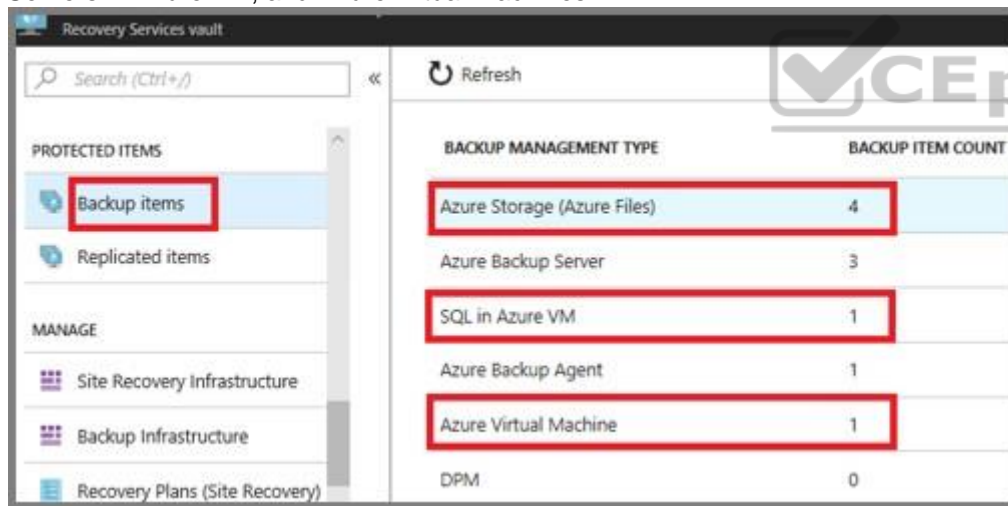 Recovery Services vault
Search (Ctrl+/)
«
Refresh
CEp
PROTECTED ITEMS
Backup items
Replicated items
MANAGE
Site Recovery Infrastructure
Backup Infrastructure
Recovery Plans (Site Recovery)
BACKUP MANAGEMENT TYPE BACKUP ITEM COUNT
Azure Storage (Azure Files) 4
Azure Backup Server 3
SQL in Azure VM 1
Azure Backup Agent 1
Azure Virtual Machine 1
DPM 0